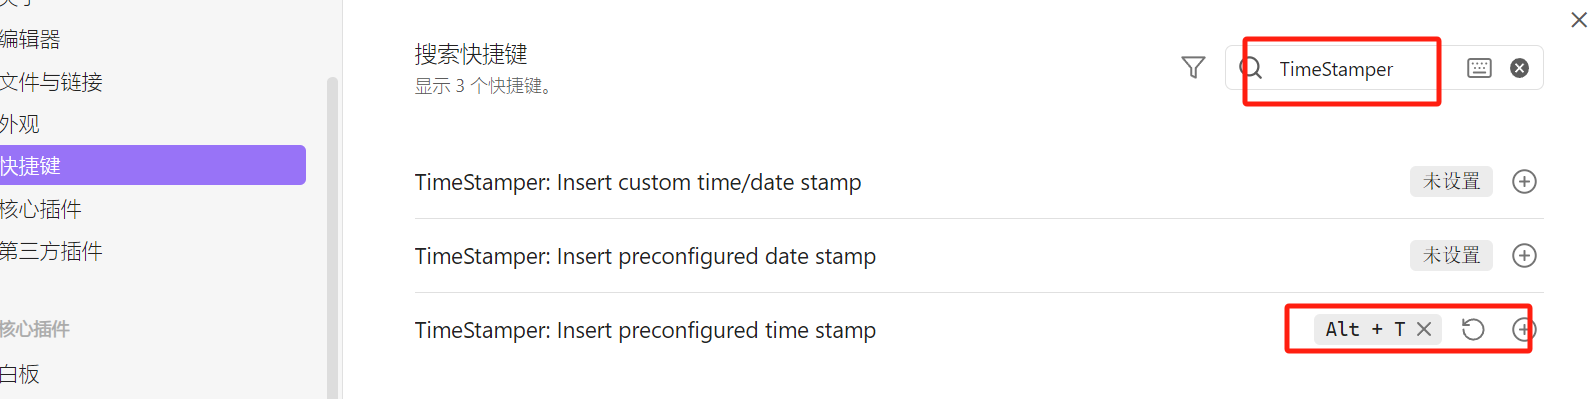 编辑器
文件与链接
外观
快捷键
核心插件
第三方插件
核心插件
白板
搜索快捷键
显示 3 个快捷键。
TimeStamper
TimeStamper: Insert custom time/date stamp
未设置
TimeStamper: Insert preconfigured date stamp
未设置
TimeStamper: Insert preconfigured time stamp
Alt + T